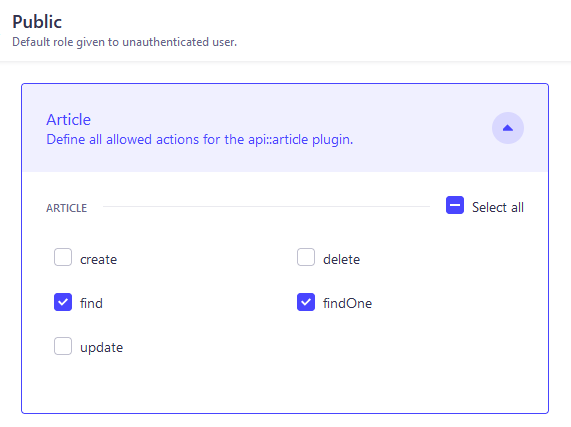 Public
Default role given to unauthenticated user.
Article
Define all allowed actions for the api::article plugin.
ARTICLE
Select all
create
delete
find
findOne
update